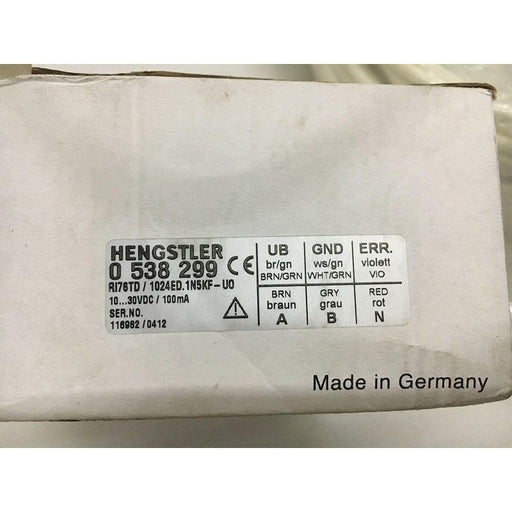 HENGSTLER
0 538 299 CE
RI76TD / 1024ED.1N5KF-U0
10...30VDC / 100mA
SER.NO.
116982 / 0412
UB GND ERR.
br/gn ws/gn violett
BRN/GRN WHT/GRN VIO
BRN GRY RED
braun grau rot
A B N
Made in Germany